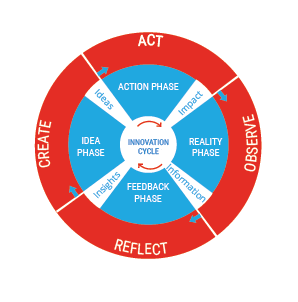 ACT
ACTION PHASE
Ideas
Impact
CREATE
IDEA
PHASE
INNOVATION
CYCLE
REALITY
PHASE
OBSERVE
Insights
Information
FEEDBACK
PHASE
REFLECT